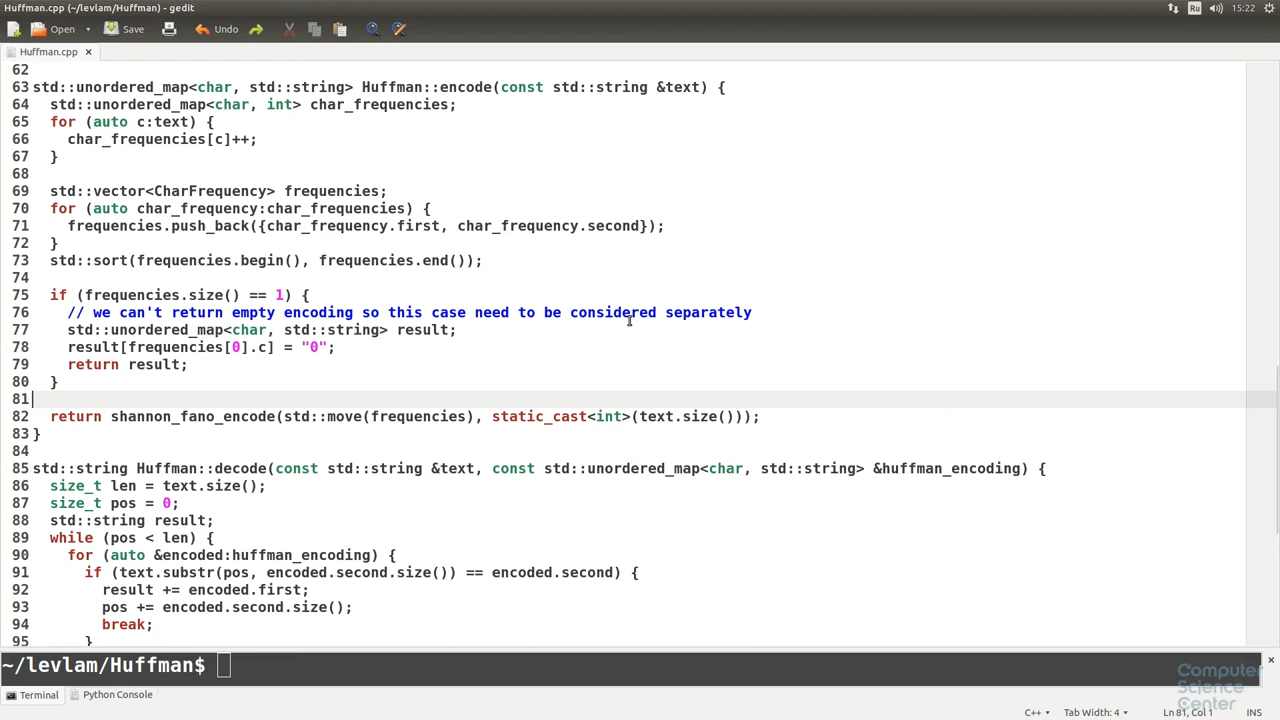 Huffman.cpp (~/levlam/Huffman) - gedit
Ru 15:22
Open Save Undo
Huffman.cpp ×
62
63 std::unordered_map<char, std::string> Huffman::encode(const std::string &text) {
64 std::unordered_map<char, int> char_frequencies;
65 for (auto c:text) {
66 char_frequencies[c]++;
67 }
68
69 std::vector<CharFrequency> frequencies;
70 for (auto char_frequency:char_frequencies) {
71 frequencies.push_back({char_frequency.first, char_frequency.second});
72 }
73 std::sort(frequencies.begin(), frequencies.end());
74
75 if (frequencies.size() == 1) {
76 // we can't return empty encoding so this case need to be considered separately
77 std::unordered_map<char, std::string> result;
78 result[frequencies[0].c] = "0";
79 return result;
80 }
81
82 return shannon_fano_encode(std::move(frequencies), static_cast<int>(text.size()));
83 }
84
85 std::string Huffman::decode(const std::string &text, const std::unordered_map<char, std::string> &huffman_encoding) {
86 size_t len = text.size();
87 size_t pos = 0;
88 std::string result;
89 while (pos < len) {
90 for (auto &encoded:huffman_encoding) {
91 if (text.substr(pos, encoded.second.size()) == encoded.second) {
92 result += encoded.first;
93 pos += encoded.second.size();
94 break;
95 }
~/levlam/Huffman$
Computer
Science
Center
Terminal Python Console
C++ Tab Width: 4 Ln 81, Col 1 INS